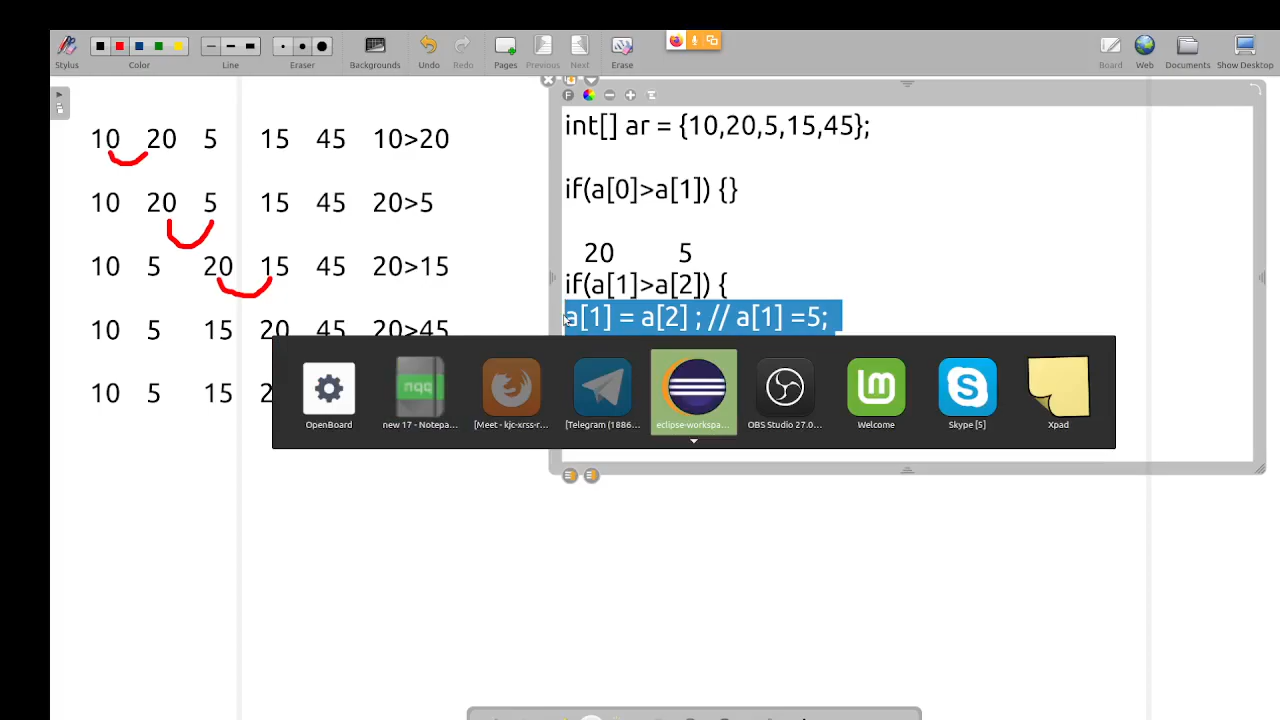 Stylus Color Line Eraser Backgrounds Undo Redo Pages Previous Next Erase Board Web Documents Show Desktop
10 20 5 15 45 10>20
10 20 5 15 45 20>5
10 5 20 15 45 20>15
10 5 15 20 45 20>45
10 5 15
int[] ar = {10,20,5,15,45};
if(a[0]>a[1]) {}
20 5
if(a[1]>a[2]) {
a[1] = a[2] ; // a[1] =5;
OpenBoard
new 17 - Notepa...
[Meet - kjc-xrss-r...
[Telegram (1886...
eclipse-workspa...
OBS Studio 27.0...
Welcome
Skype [5]
Xpad